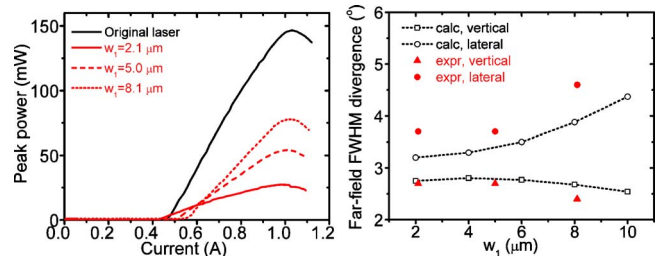 Original laser
w₁=2.1 μm
w₁=5.0 μm
w₁=8.1 μm
Peak power (mW)
150
100
50
0
0.0 0.2 0.4 0.6 0.8 1.0 1.2
Current (A)
calc, vertical
calc, lateral
expr, vertical
expr, lateral
Far-field FWHM divergence (°)
6
5
4
3
2
2 4 6 8 10
w₁ (μm)